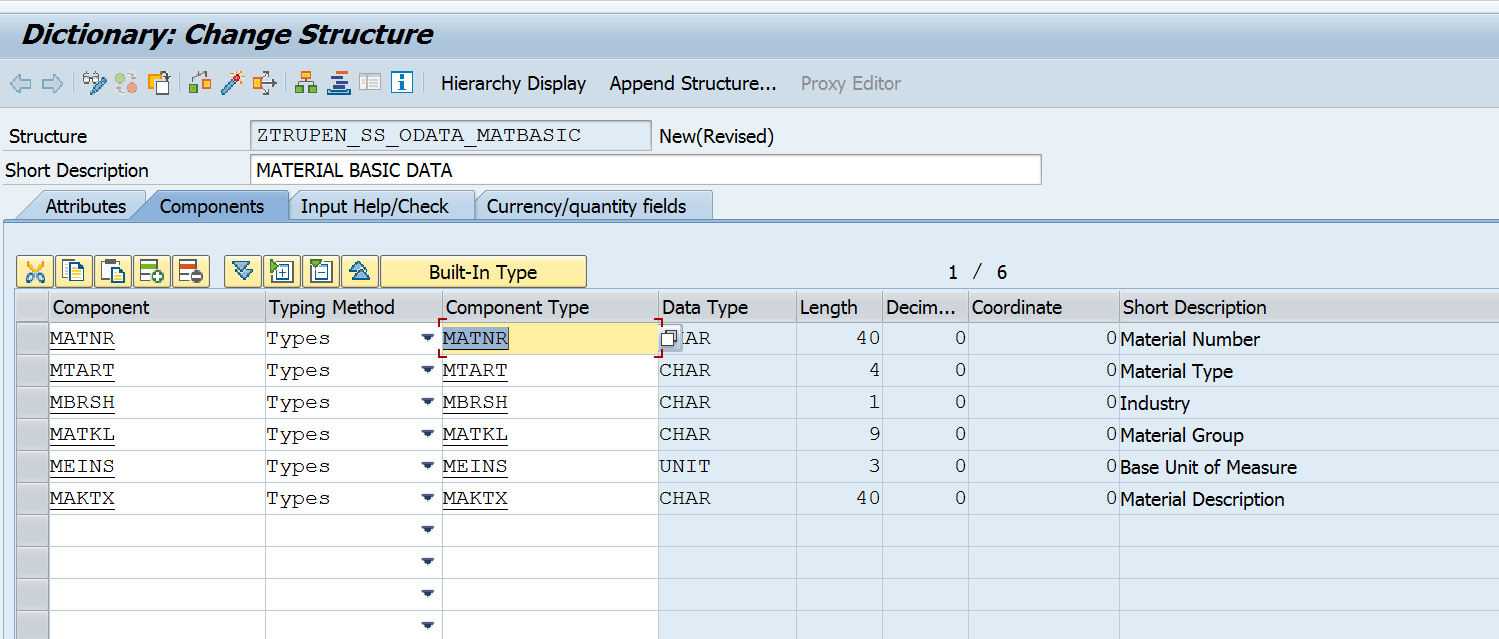 Dictionary: Change Structure
Hierarchy Display Append Structure... Proxy Editor
Structure ZTRUPEN_SS_ODATA_MATBASIC New(Revised)
Short Description MATERIAL BASIC DATA
Attributes Components Input Help/Check Currency/quantity fields
Built-In Type 1 / 6
Component Typing Method Component Type Data Type Length Decim... Coordinate Short Description
MATNR Types MATNR AR 40 0 0 Material Number
MTART Types MTART CHAR 4 0 0 Material Type
MBRSH Types MBRSH CHAR 1 0 0 Industry
MATKL Types MATKL CHAR 9 0 0 Material Group
MEINS Types MEINS UNIT 3 0 0 Base Unit of Measure
MAKTX Types MAKTX CHAR 40 0 0 Material Description